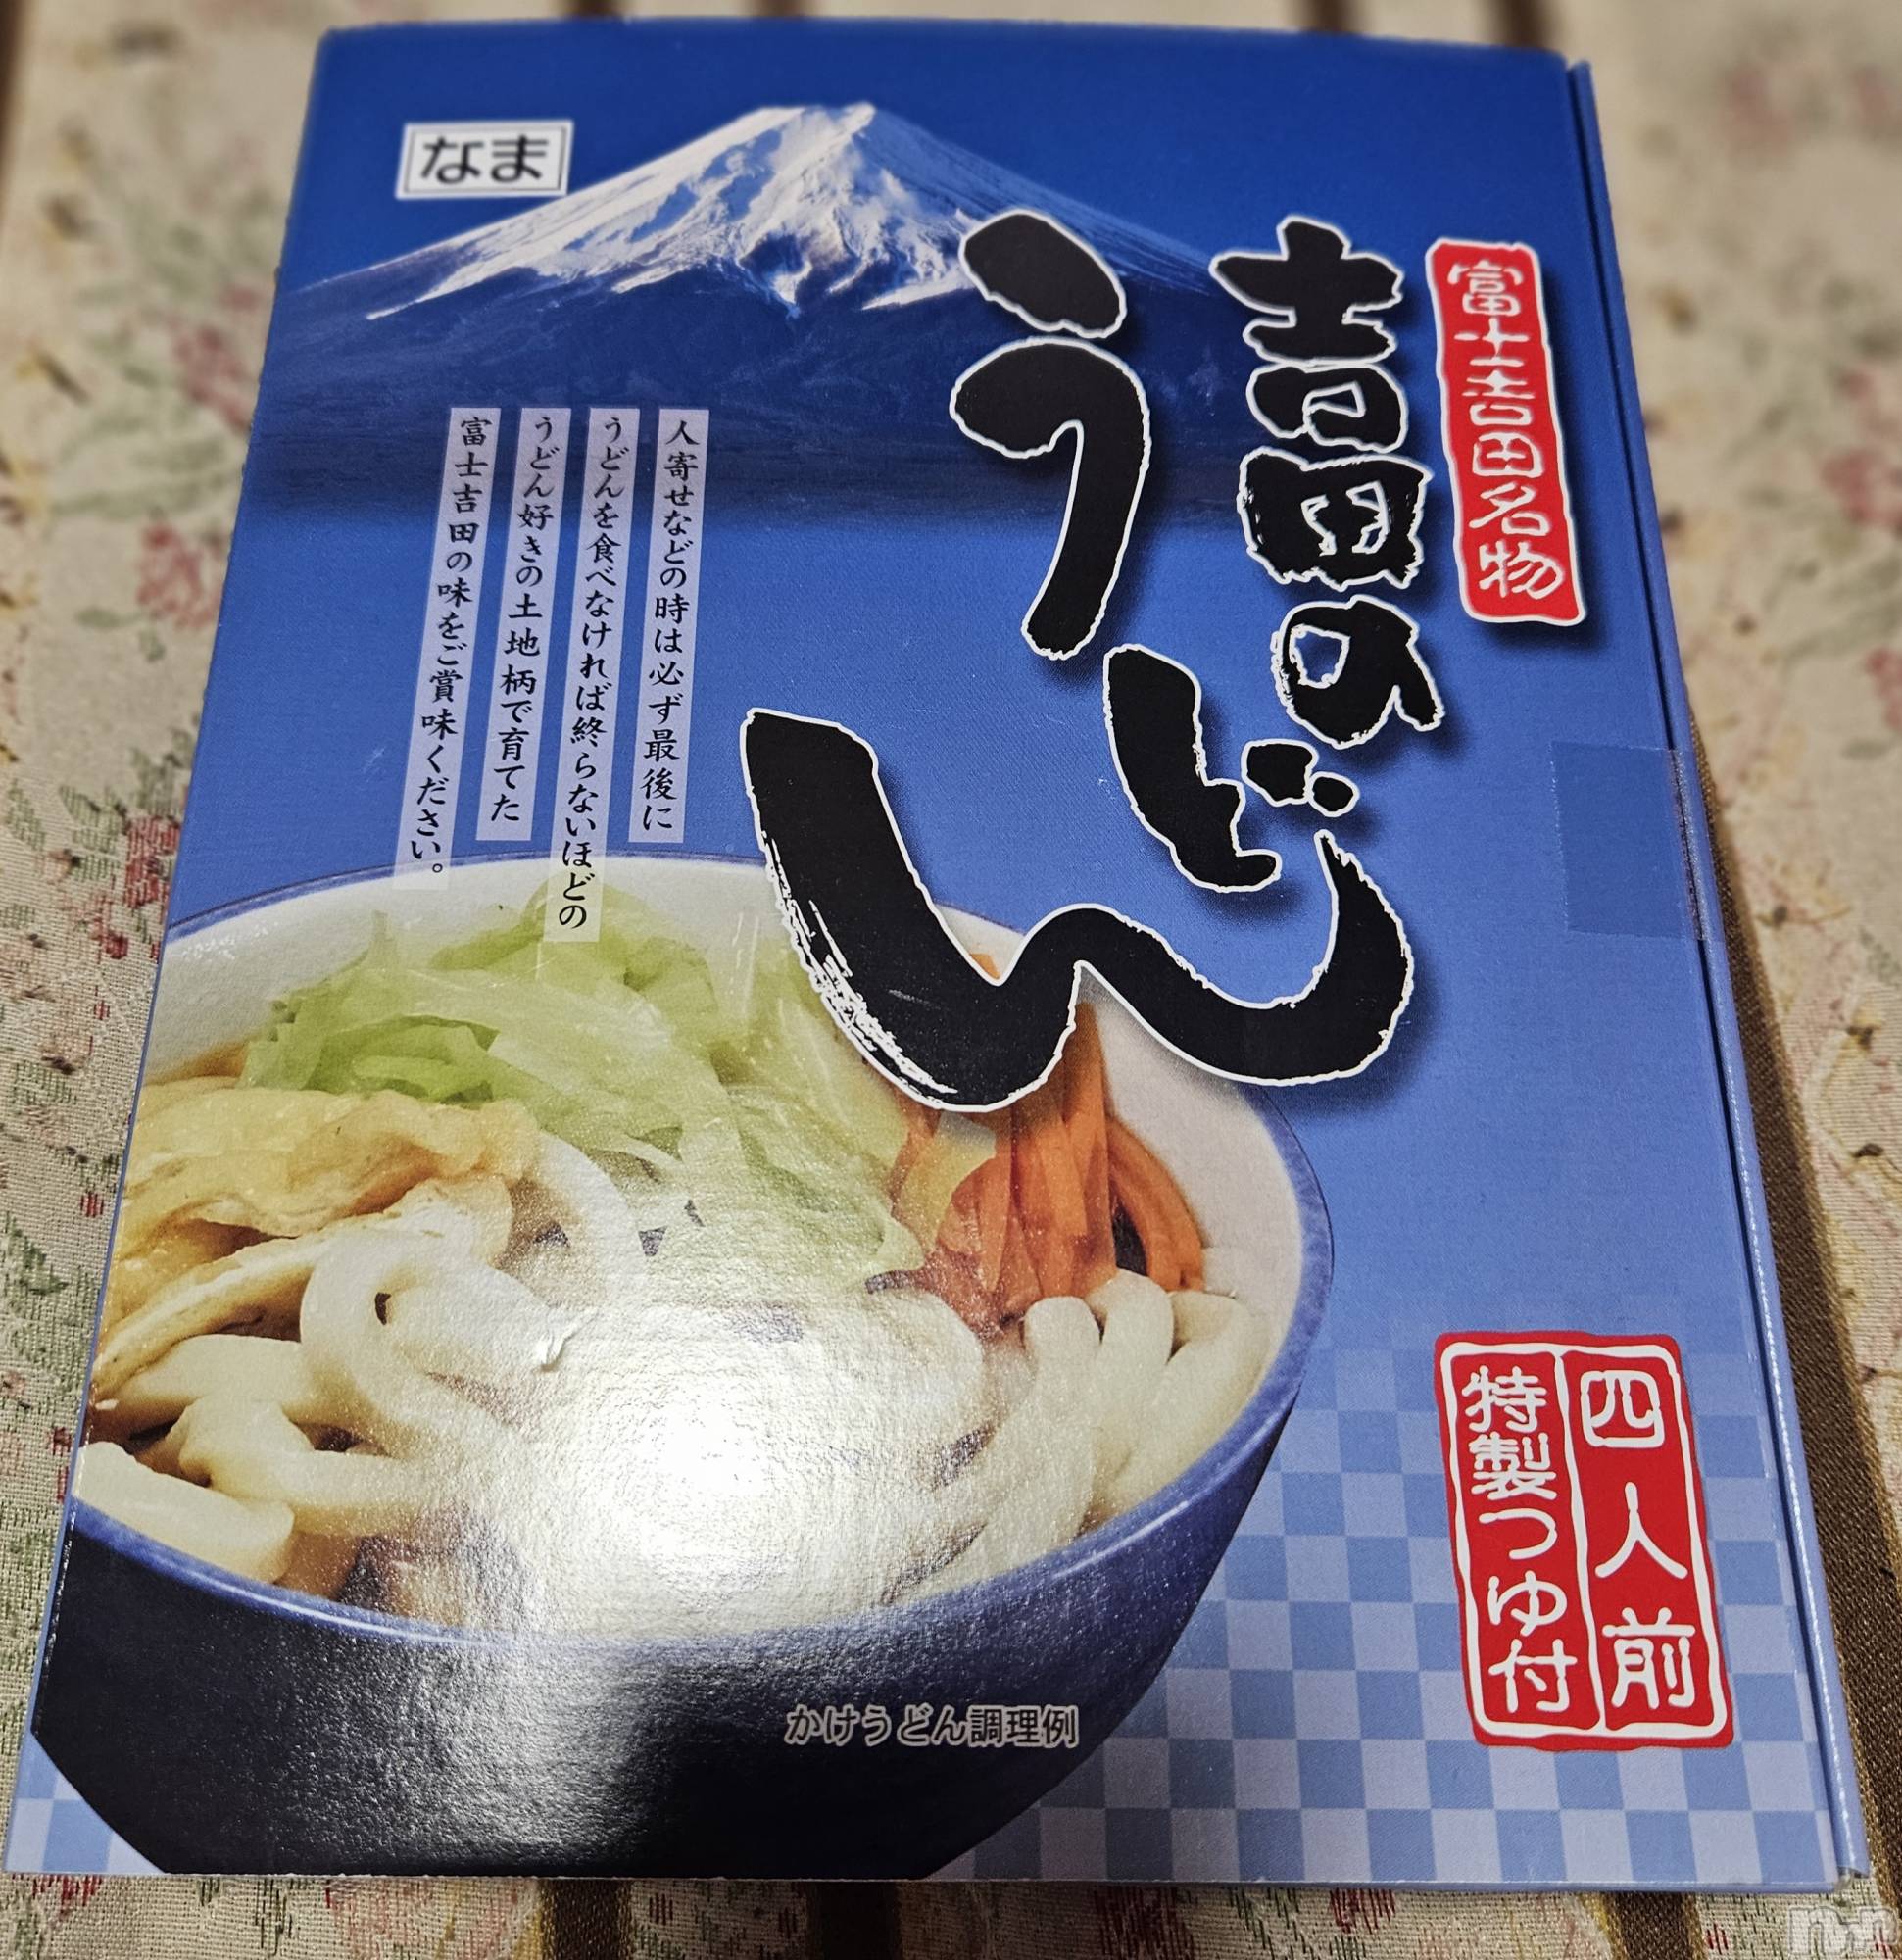 なま
富士吉田名物
吉田の
うどん
人寄せなどの時は必ず最後に
うどんを食べなければ終らないほどの
うどん好きの土地柄で育てた
富士吉田の味をご賞味ください。
四人前
特製つゆ付
かけうどん調理例